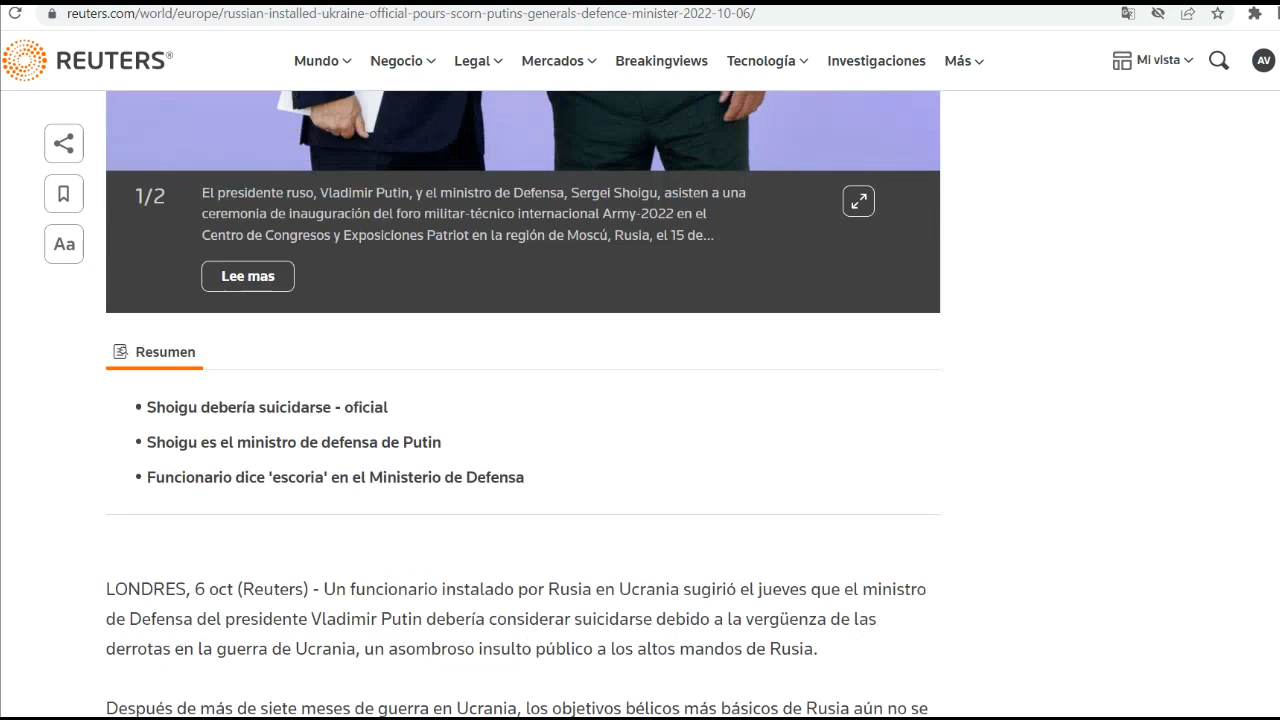 reuters.com/world/europe/russian-installed-ukraine-official-pours-scorn-putins-generals-defence-minister-2022-10-06/
REUTERS®
Mundo Negocio Legal Mercados Breakingviews Tecnología Investigaciones Más
Mi vista
AV
Aa
1/2
El presidente ruso, Vladimir Putin, y el ministro de Defensa, Sergei Shoigu, asisten a una
ceremonia de inauguración del foro militar-técnico internacional Army-2022 en el
Centro de Congresos y Exposiciones Patriot en la región de Moscú, Rusia, el 15 de...
Lee mas
Resumen
• Shoigu debería suicidarse - oficial
• Shoigu es el ministro de defensa de Putin
• Funcionario dice 'escoria' en el Ministerio de Defensa
LONDRES, 6 oct (Reuters) - Un funcionario instalado por Rusia en Ucrania sugirió el jueves que el ministro
de Defensa del presidente Vladimir Putin debería considerar suicidarse debido a la vergüenza de las
derrotas en la guerra de Ucrania, un asombroso insulto público a los altos mandos de Rusia.
Después de más de siete meses de guerra en Ucrania, los objetivos bélicos más básicos de Rusia aún no se